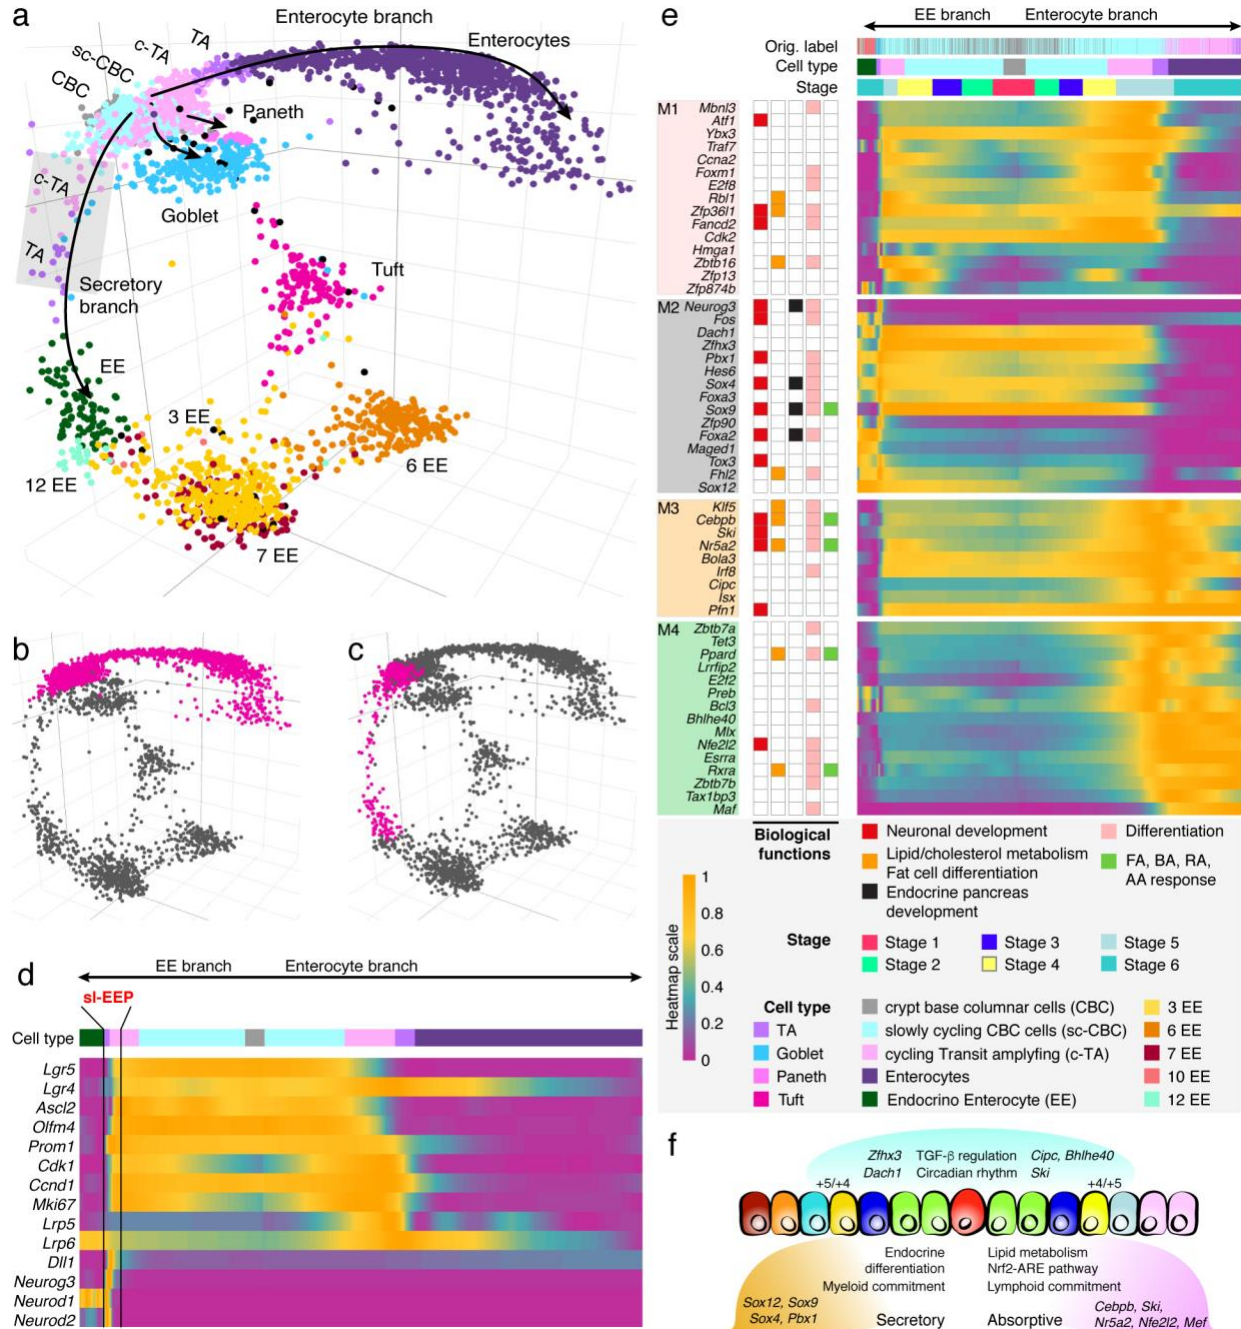 a
Enterocyte branch
TA
c-TA
sc-CBC
CBC
Enterocytes
Paneth
c-TA
Goblet
TA
Tuft
Secretory
branch
EE
3 EE
6 EE
12 EE
7 EE
b
c
d
EE branch
Enterocyte branch
sl-EEP
Cell type
Lgr5
Lgr4
Ascl2
Olfm4
Prom1
Cdk1
Ccnd1
Mki67
Lrp5
Lrp6
Dll1
Neurog3
Neurod1
Neurod2
e
EE branch
Enterocyte branch
Orig. label
Cell type
Stage
M1 Mbnl3
Atf1
Ybx3
Traf7
Ccna2
Foxm1
E2f8
Rbl1
Zfp36l1
Fancd2
Cdk2
Hmga1
Zbtb16
Zfp13
Zfp874b
M2 Neurog3
Fos
Dach1
Zfhx3
Pbx1
Hes6
Sox4
Foxa3
Sox9
Zfp90
Foxa2
Maged1
Tox3
Fhl2
Sox12
M3 Klf5
Cebpb
Ski
Nr5a2
Bola3
Irf8
Cipc
Isx
Pfn1
M4 Zbtb7a
Tet3
Ppard
Lrrfip2
E2f2
Preb
Bcl3
Bhlhe40
Mlx
Nfe2l2
Esrra
Rxra
Zbtb7b
Tax1bp3
Maf
Biological
functions
Neuronal development
Lipid/cholesterol metabolism
Fat cell differentiation
Endocrine pancreas
development
Differentiation
FA, BA, RA,
AA response
Heatmap scale
1
0.8
0.6
0.4
0.2
0
Stage
Stage 1
Stage 2
Stage 3
Stage 4
Stage 5
Stage 6
Cell type
TA
Goblet
Paneth
Tuft
crypt base columnar cells (CBC)
slowly cycling CBC cells (sc-CBC)
cycling Transit amplyfing (c-TA)
Enterocytes
Endocrino Enterocyte (EE)
3 EE
6 EE
7 EE
10 EE
12 EE
f
Zfhx3 TGF-β regulation Cipc, Bhlhe40
Dach1 Circadian rhythm Ski
+5/+4
+4/+5
Endocrine
differentiation
Myeloid commitment
Lipid metabolism
Nrf2-ARE pathway
Lymphoid commitment
Sox12, Sox9
Sox4, Pbx1
Secretory
Absorptive
Cebpb, Ski,
Nr5a2, Nfe2l2, Mef